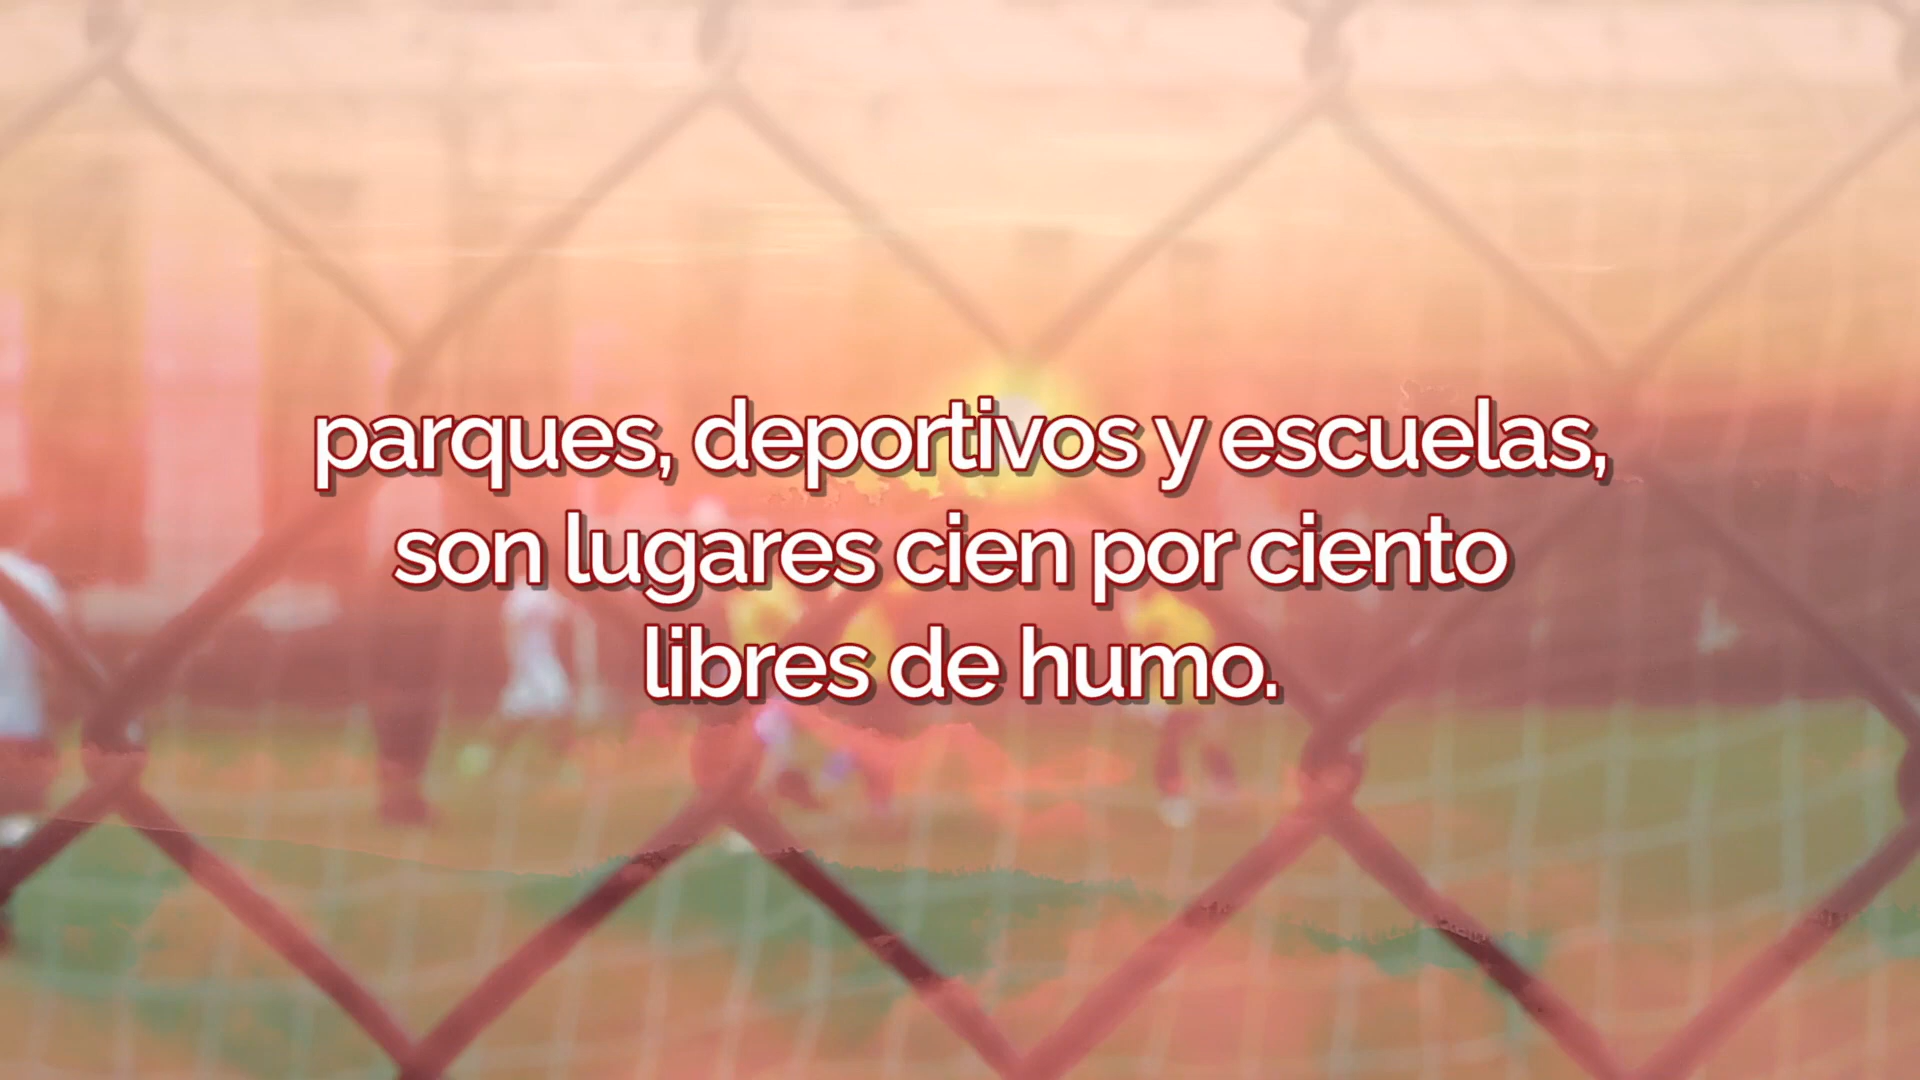 parques, deportivos y escuelas,
son lugares cien por ciento
libres de humo.